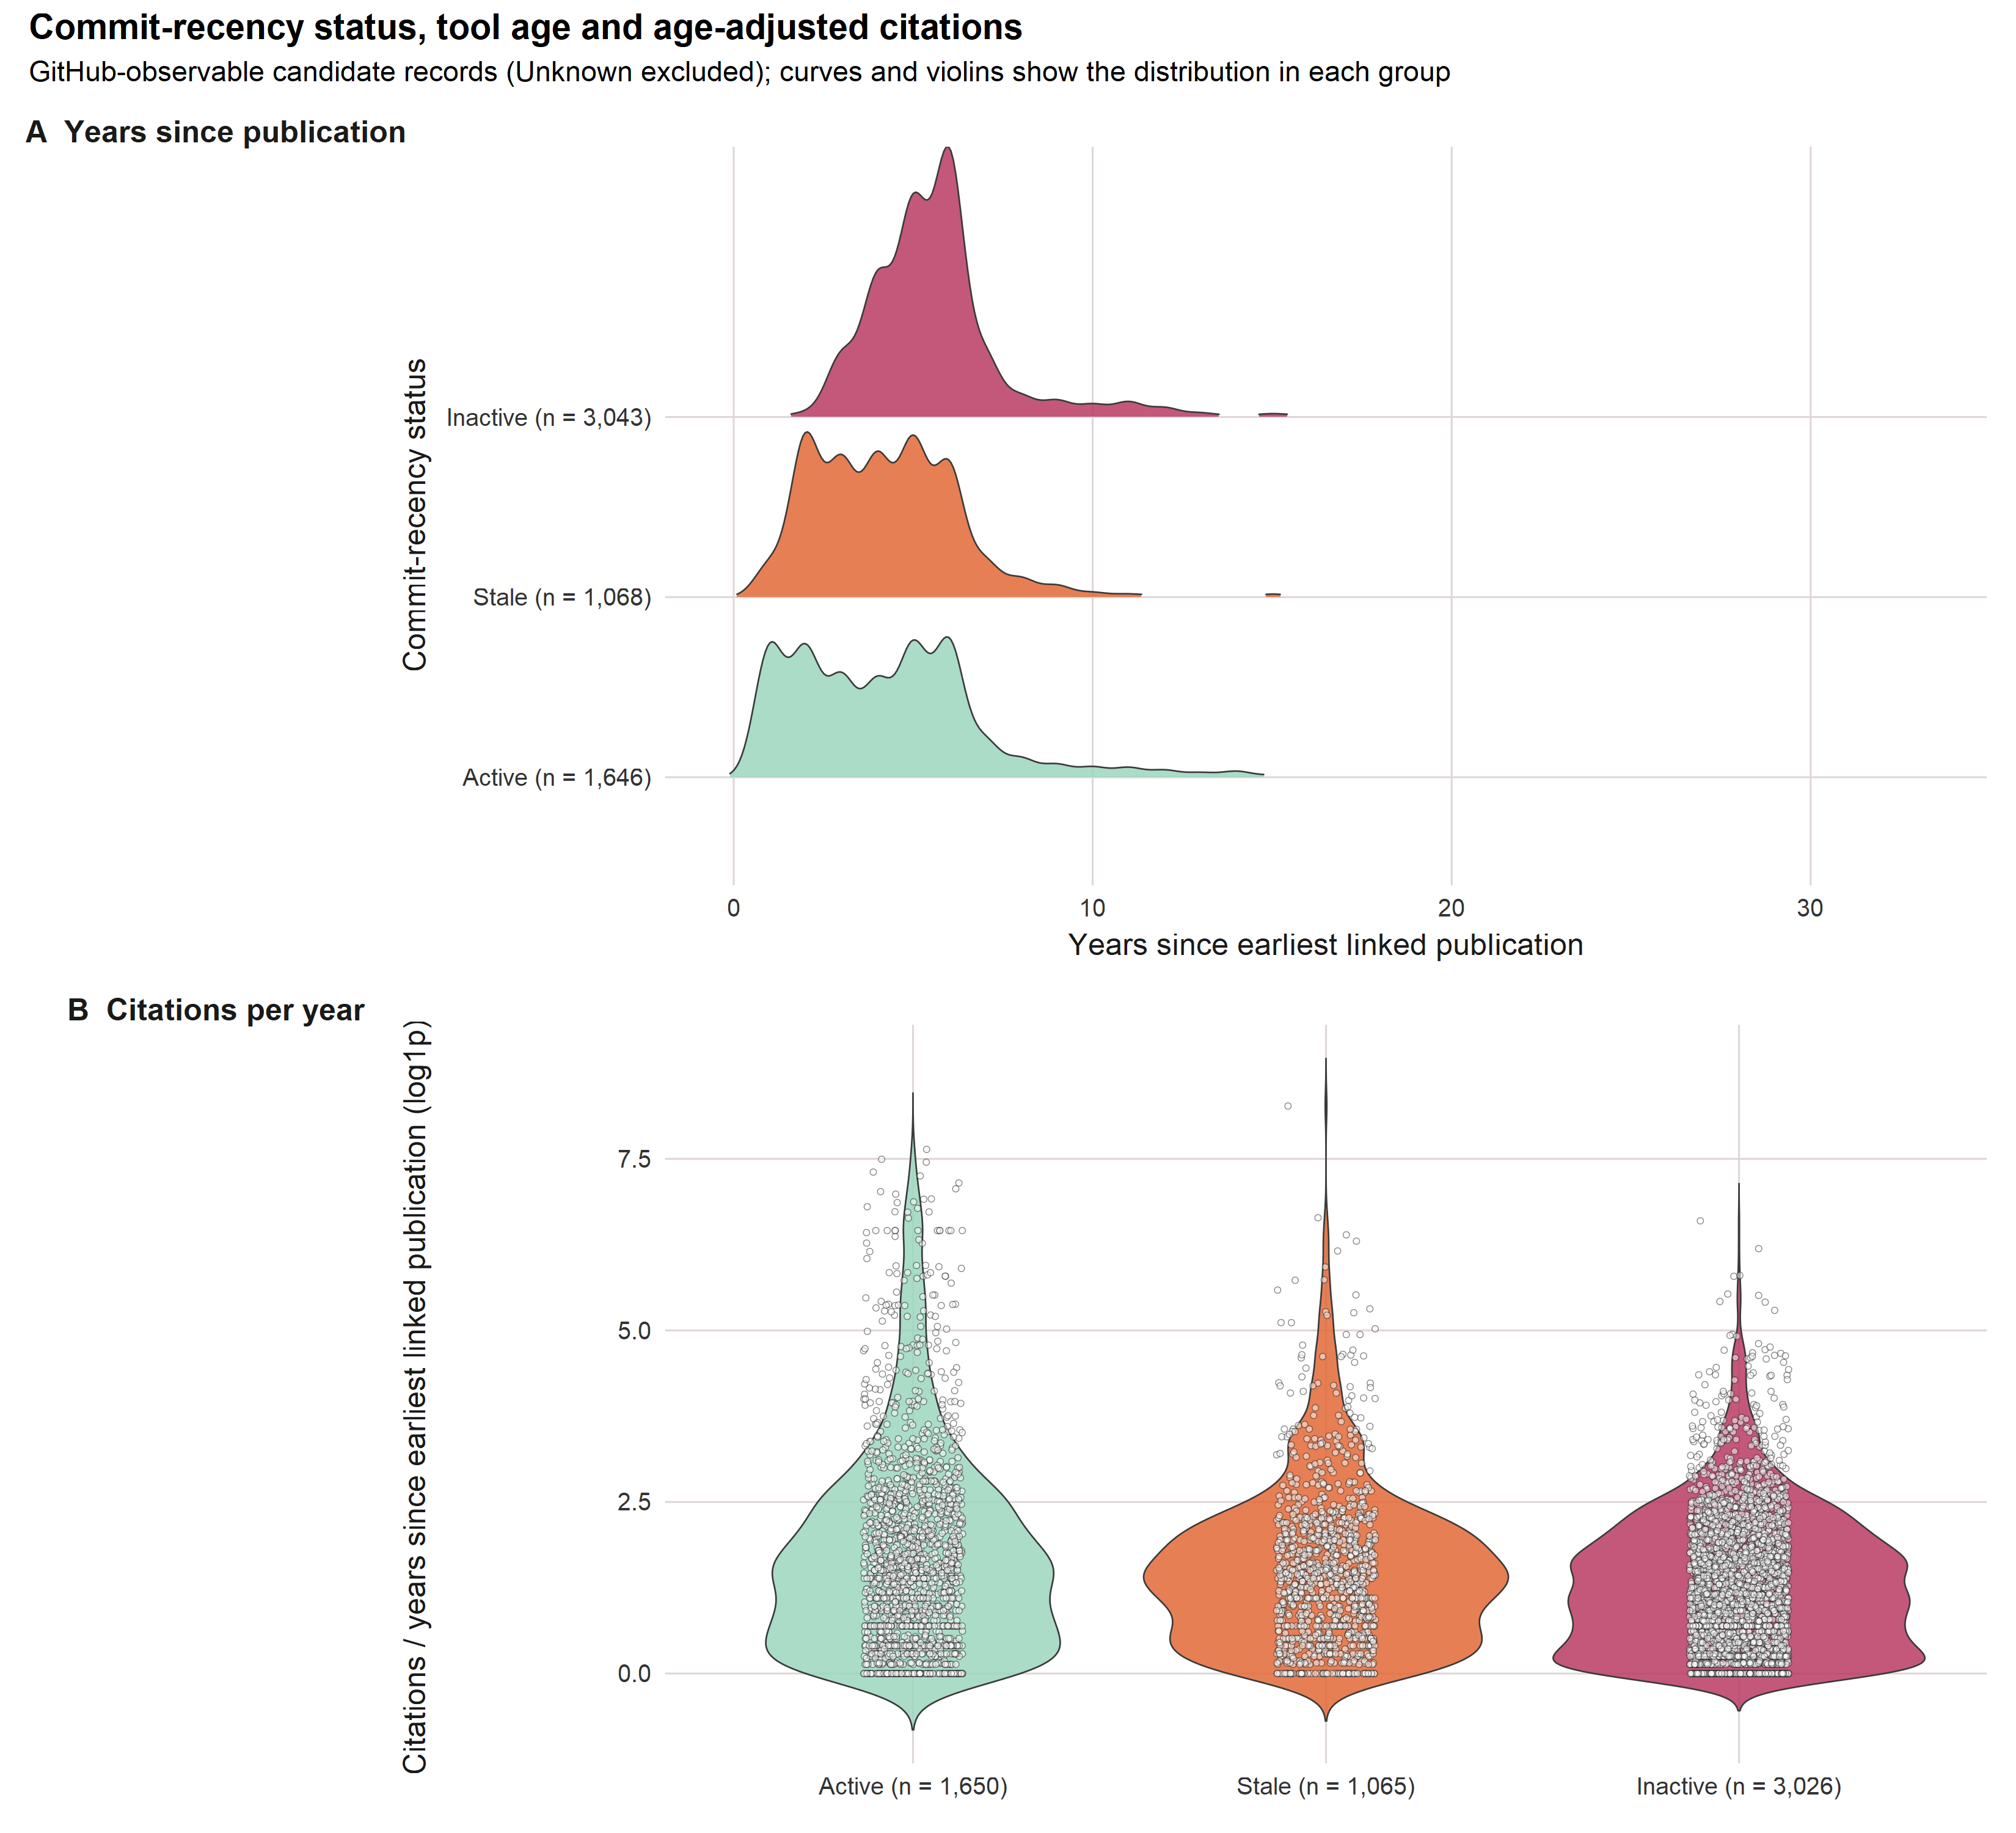 Commit-recency status, tool age and age-adjusted citations
GitHub-observable candidate records (Unknown excluded); curves and violins show the distribution in each group
A Years since publication
Commit-recency status
Inactive (n = 3,043)
Stale (n = 1,068)
Active (n = 1,646)
0 10 20 30
Years since earliest linked publication
B Citations per year
Citations / years since earliest linked publication (log1p)
7.5
5.0
2.5
0.0
Active (n = 1,650) Stale (n = 1,065) Inactive (n = 3,026)